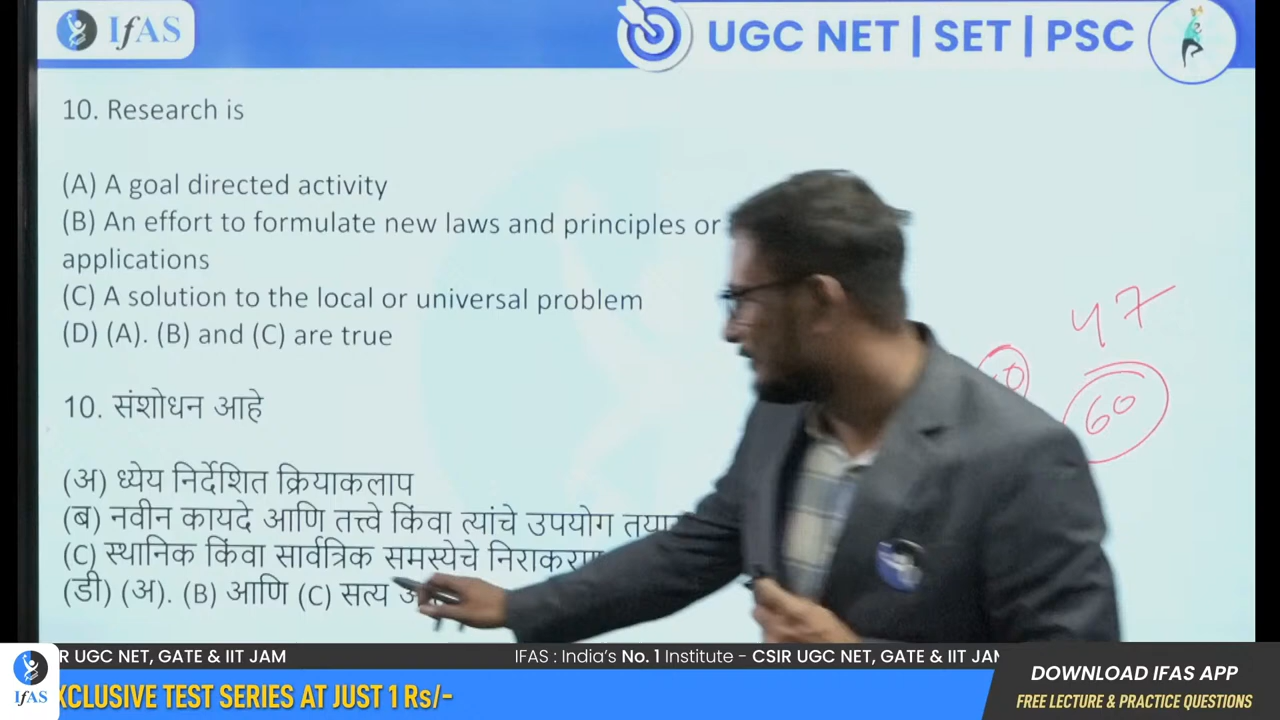 IfAS
UGC NET | SET | PSC
10. Research is
(A) A goal directed activity
(B) An effort to formulate new laws and principles or
applications
(C) A solution to the local or universal problem
(D) (A). (B) and (C) are true
47
60
10. संशोधन आहे
(अ) ध्येय निर्देशित क्रियाकलाप
(ब) नवीन कायदे आणि तत्त्वे किंवा त्यांचे उपयोग
(C) स्थानिक किंवा सार्वत्रिक समस्येचे
(डी) (अ). (B) आणि (C) सत्य
R UGC NET, GATE & IIT JAM
IFAS : India's No. 1 Institute - CSIR UGC NET, GATE & IIT JAM
IfAS
XCLUSIVE TEST SERIES AT JUST 1 Rs/-
DOWNLOAD IFAS APP
FREE LECTURE & PRACTICE QUESTIONS